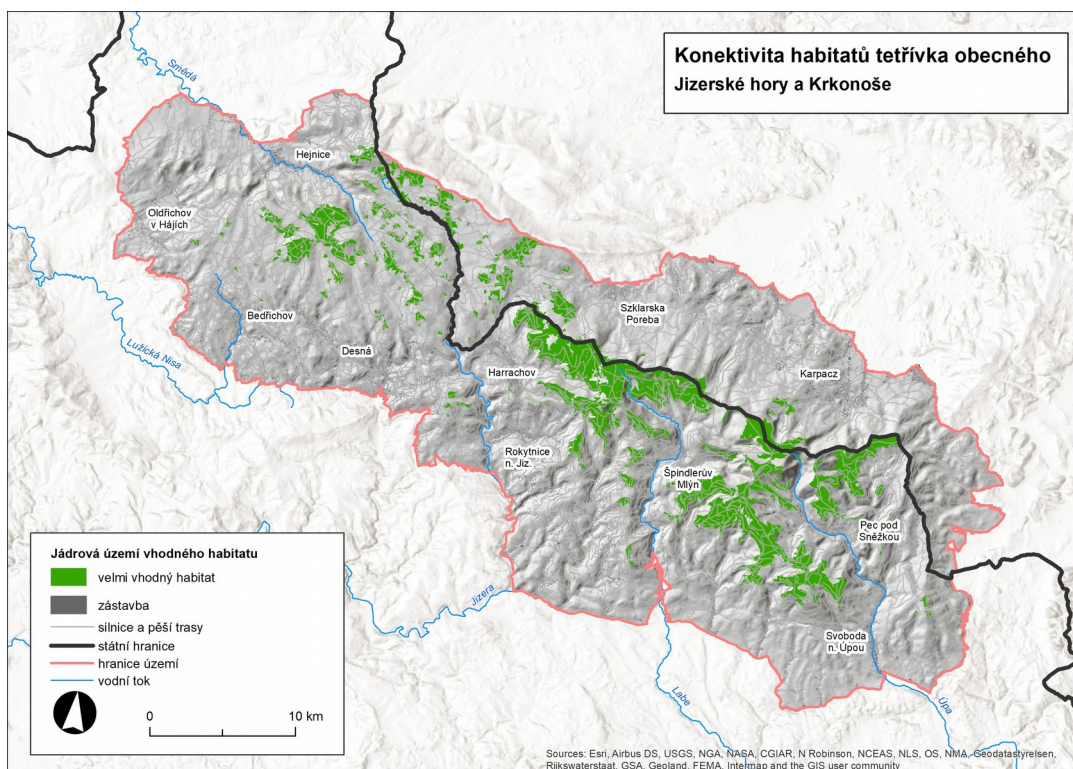 Konektivita habitatů tetřívka obecného
Jizerské hory a Krkonoše
Smědá
Hejnice
Oldřichov
v Hájích
Bedřichov
Lužická Nisa
Desná
Szklarska
Poreba
Harrachov
Karpacz
Rokytnice
n. Jiz.
Špindlerův
Mlýn
Pec pod
Sněžkou
Jizera
Svoboda
n. Úpou
Labe
Úpa
Jádrová území vhodného habitatu
velmi vhodný habitat
zástavba
silnice a pěší trasy
státní hranice
hranice území
vodní tok
0 10 km
Sources: Esri, Airbus DS, USGS, NGA, NASA, CGIAR, N Robinson, NCEAS, NLS, OS, NMA, Geodatastyrelsen,
Rijkswaterstaat, GSA, Geoland, FEMA, Intermap and the GIS user community